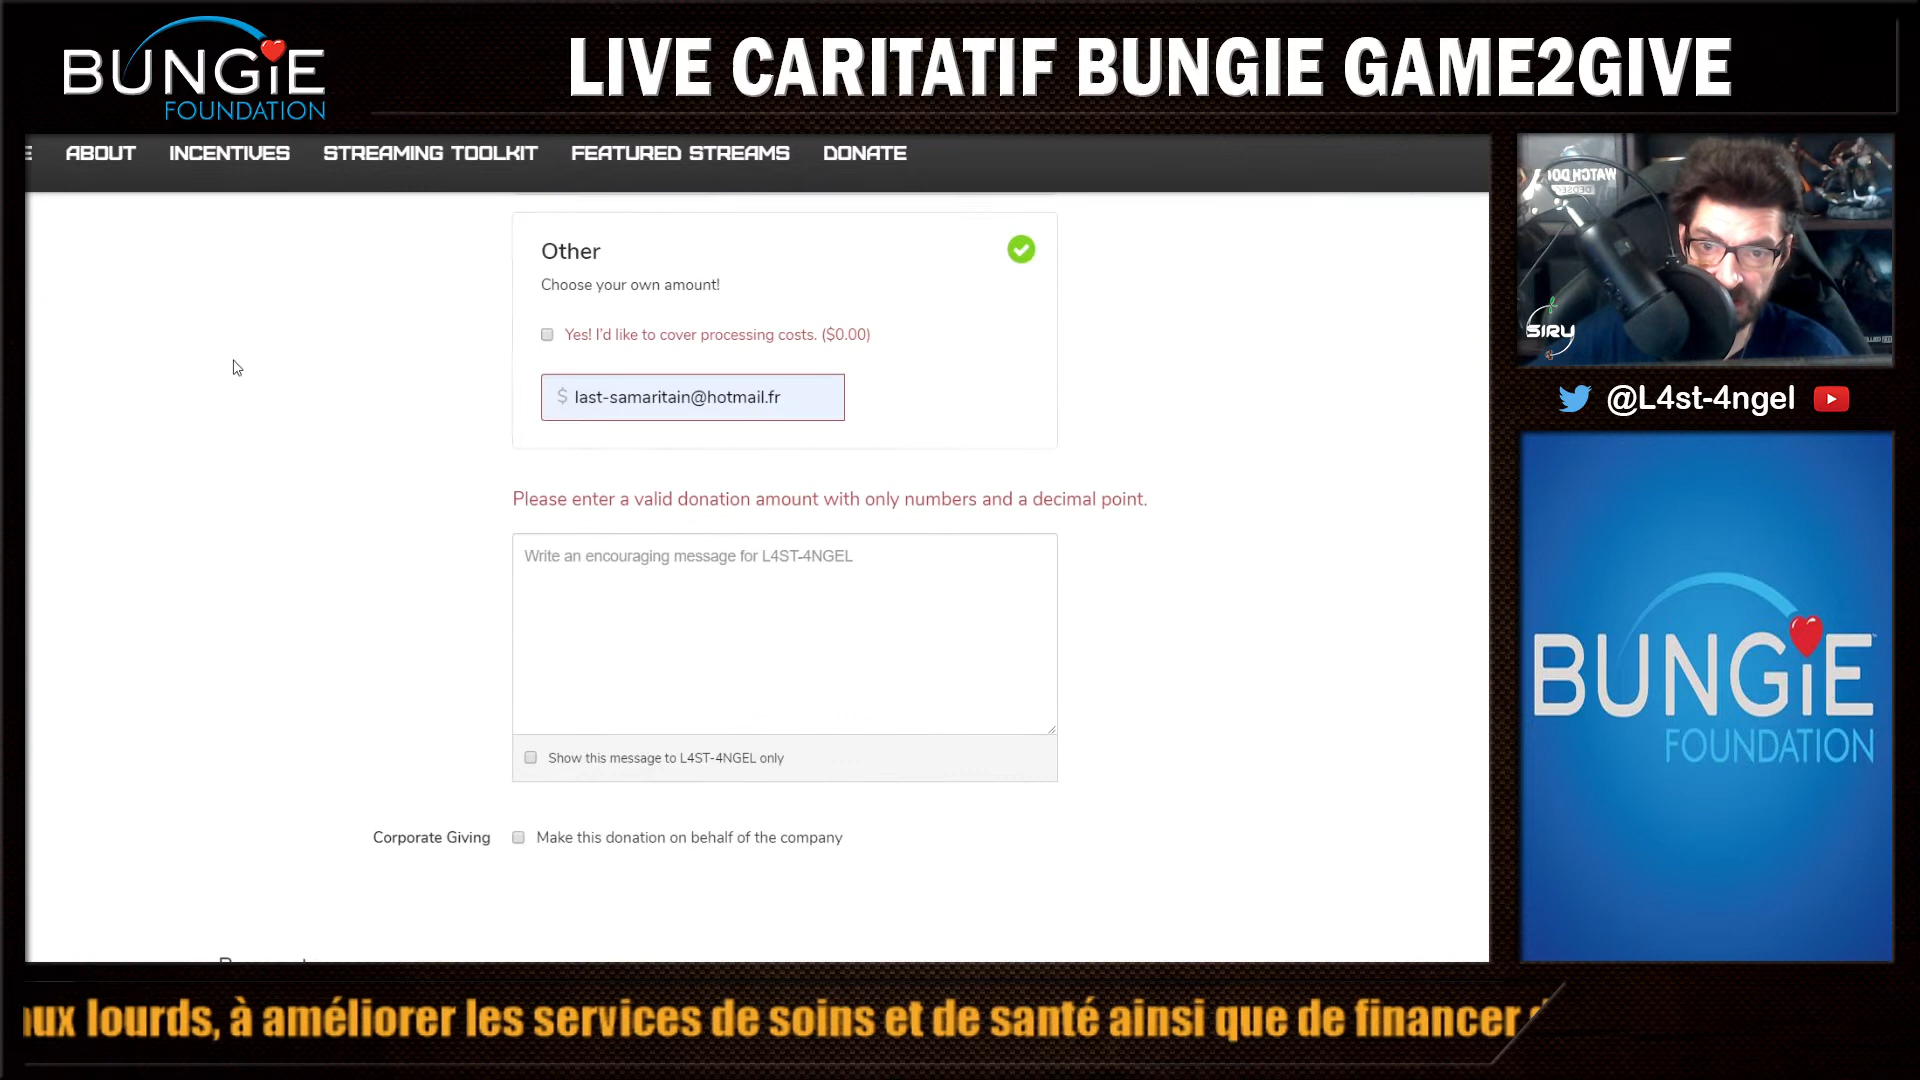 BUNGiE
FOUNDATION
LIVE CARITATIF BUNGIE GAME2GIVE
ABOUT INCENTIVES STREAMING TOOLKIT FEATURED STREAMS DONATE
Other
Choose your own amount!
Yes! I'd like to cover processing costs. ($0.00)
$ last-samaritain@hotmail.fr
Please enter a valid donation amount with only numbers and a decimal point.
Write an encouraging message for L4ST-4NGEL
Show this message to L4ST-4NGEL only
Corporate Giving Make this donation on behalf of the company
SIRU
@L4st-4ngel
BUNGiE
FOUNDATION
aux lourds, à améliorer les services de soins et de santé ainsi que de financer